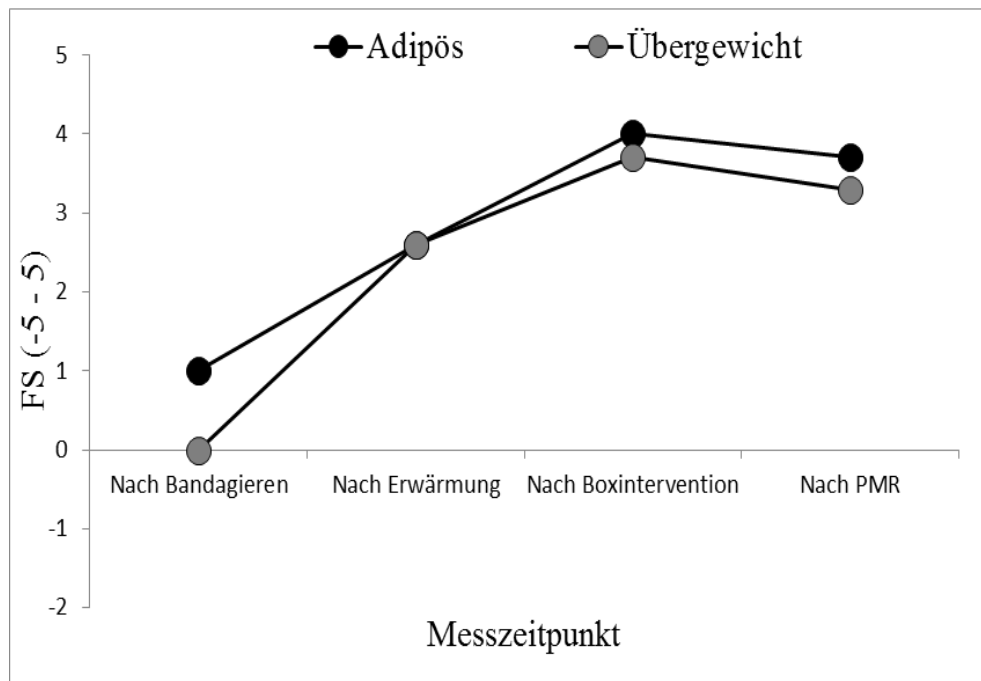 Adipös Übergewicht
5
4
3
2
1
0
-1
-2
FS (-5 - 5)
Nach Bandagieren Nach Erwärmung Nach Boxintervention Nach PMR
Messzeitpunkt